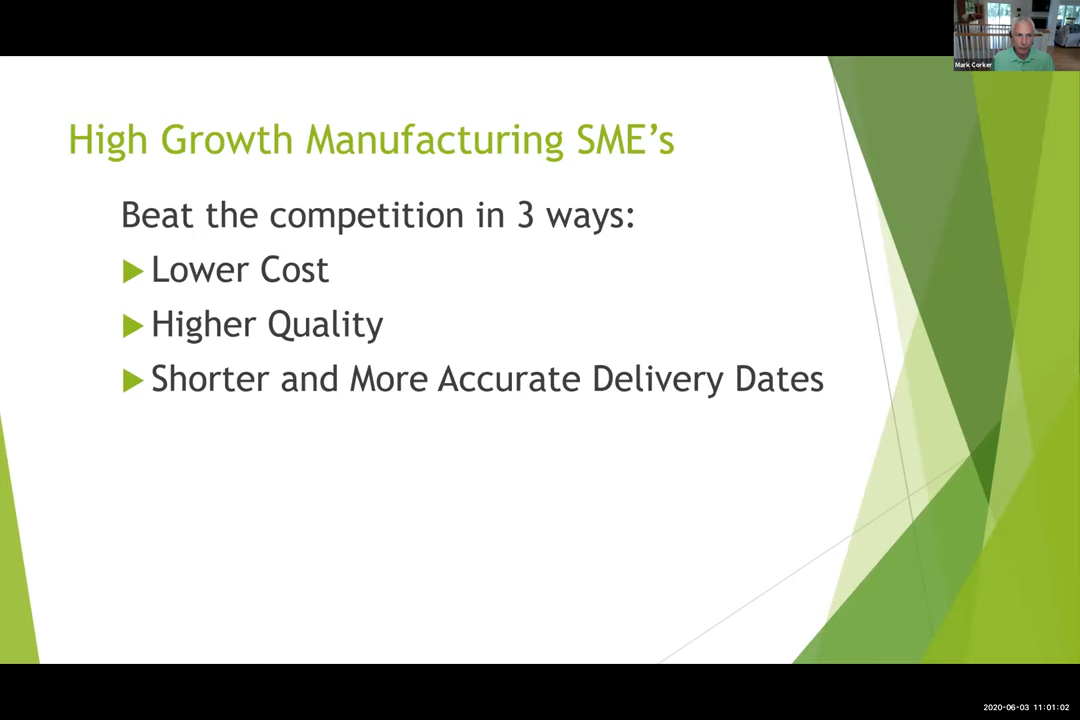 Mark Corker
High Growth Manufacturing SME’s
Beat the competition in 3 ways:
Lower Cost
Higher Quality
Shorter and More Accurate Delivery Dates
2020-06-03 11:01:02